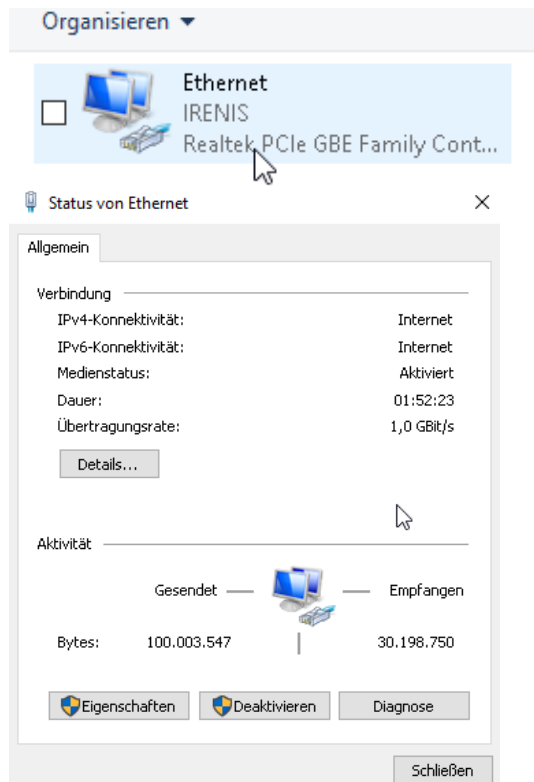 Organisieren
Ethernet
IRENIS
Realtek PCIe GBE Family Cont...
Status von Ethernet
Allgemein
Verbindung
IPv4-Konnektivität: Internet
IPv6-Konnektivität: Internet
Medienstatus: Aktiviert
Dauer: 01:52:23
Übertragungsrate: 1,0 GBit/s
Details...
Aktivität
Gesendet Empfangen
Bytes: 100.003.547 30.198.750
Eigenschaften Deaktivieren Diagnose
Schließen